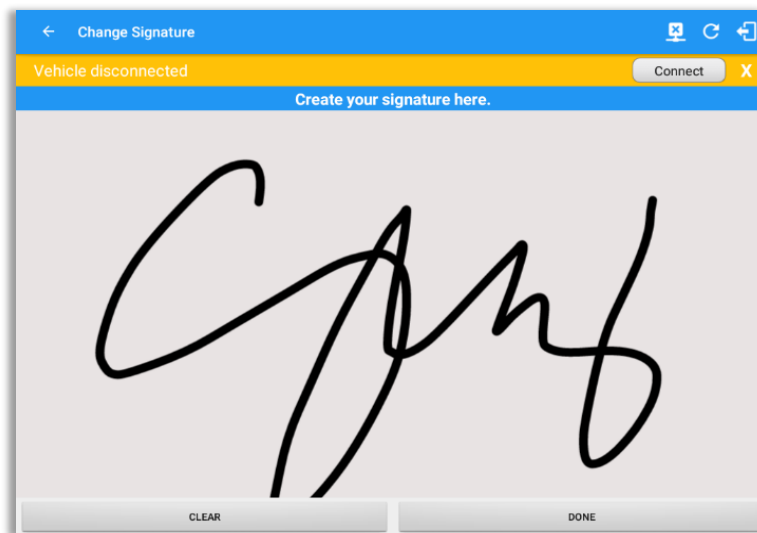 Change Signature
Vehicle disconnected Connect X
Create your signature here.
CLEAR DONE